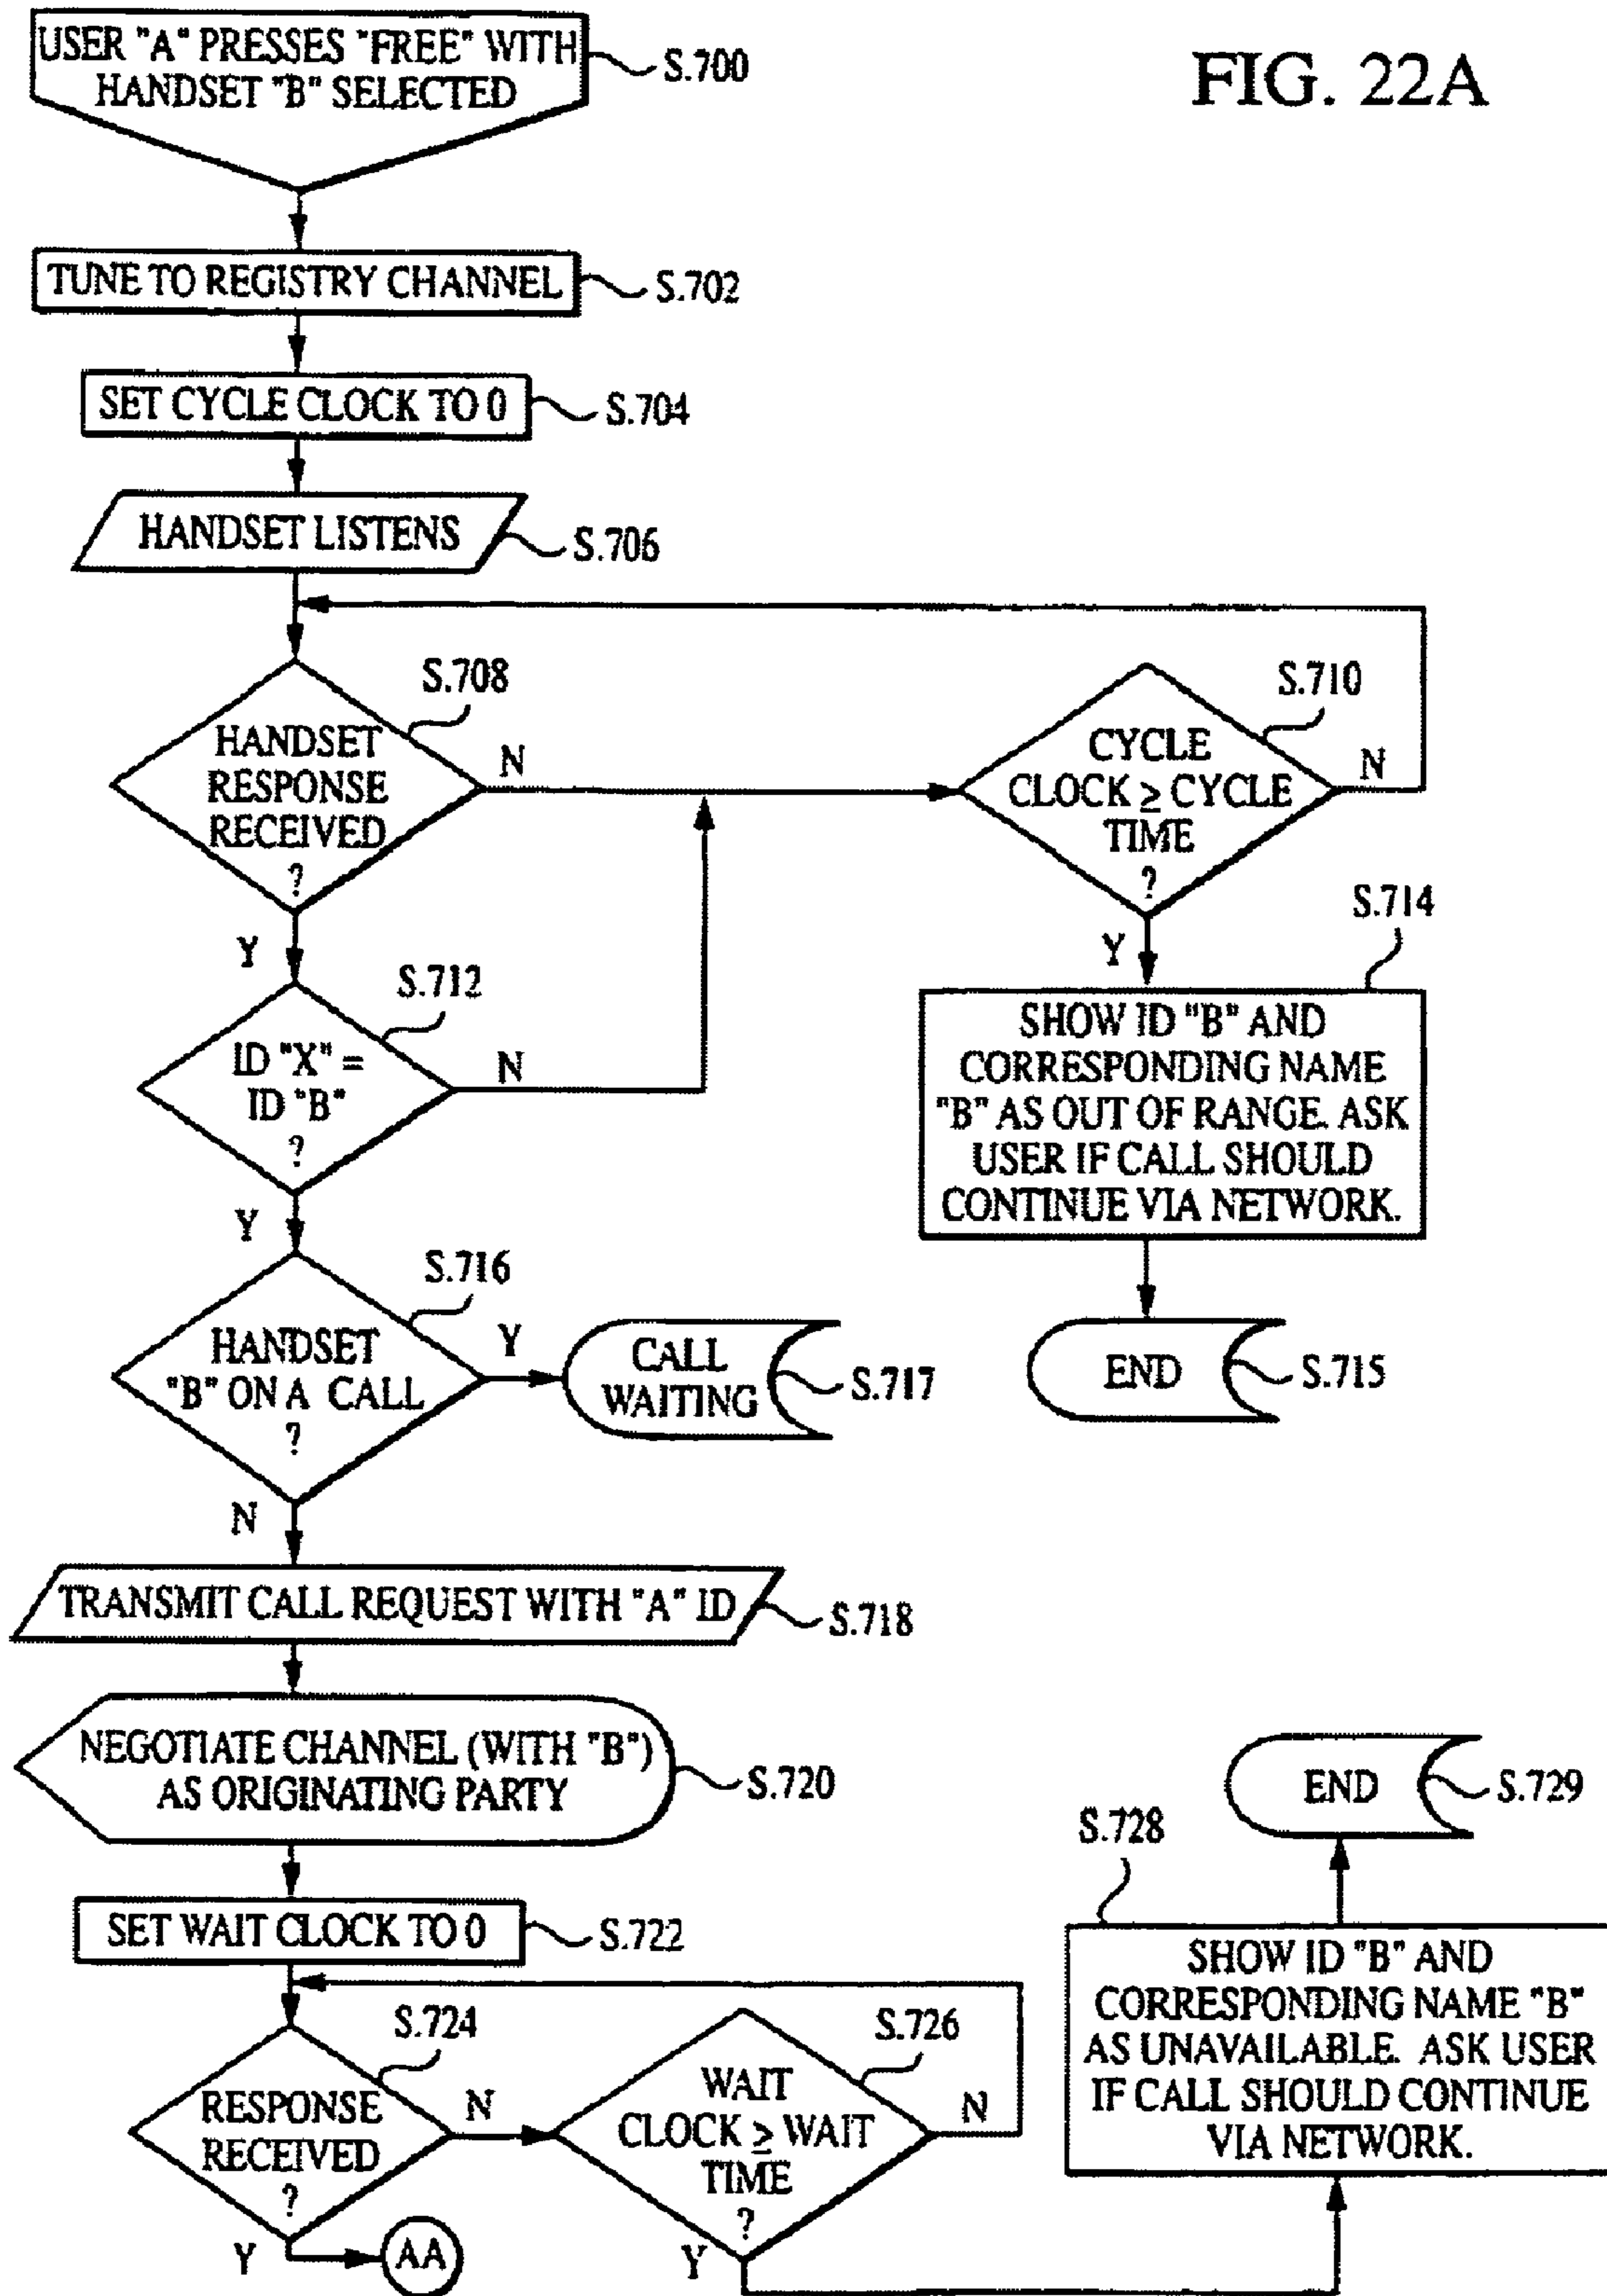 FIG. 22A
USER "A" PRESSES "FREE" WITH
HANDSET "B" SELECTED
S.700
TUNE TO REGISTRY CHANNEL
S.702
SET CYCLE CLOCK TO 0
S.704
HANDSET LISTENS
S.706
S.708
HANDSET
RESPONSE
RECEIVED
?
N
Y
S.710
CYCLE
CLOCK ≥ CYCLE
TIME
?
N
Y
S.712
ID "X" =
ID "B"
?
N
Y
S.714
SHOW ID "B" AND
CORRESPONDING NAME
"B" AS OUT OF RANGE. ASK
USER IF CALL SHOULD
CONTINUE VIA NETWORK.
END
S.715
S.716
HANDSET
"B" ON A CALL
?
Y
N
CALL
WAITING
S.717
TRANSMIT CALL REQUEST WITH "A" ID
S.718
NEGOTIATE CHANNEL (WITH "B")
AS ORIGINATING PARTY
S.720
SET WAIT CLOCK TO 0
S.722
S.724
RESPONSE
RECEIVED
?
N
Y
AA
S.726
WAIT
CLOCK ≥ WAIT
TIME
?
N
Y
S.728
SHOW ID "B" AND
CORRESPONDING NAME "B"
AS UNAVAILABLE. ASK USER
IF CALL SHOULD CONTINUE
VIA NETWORK.
END
S.729